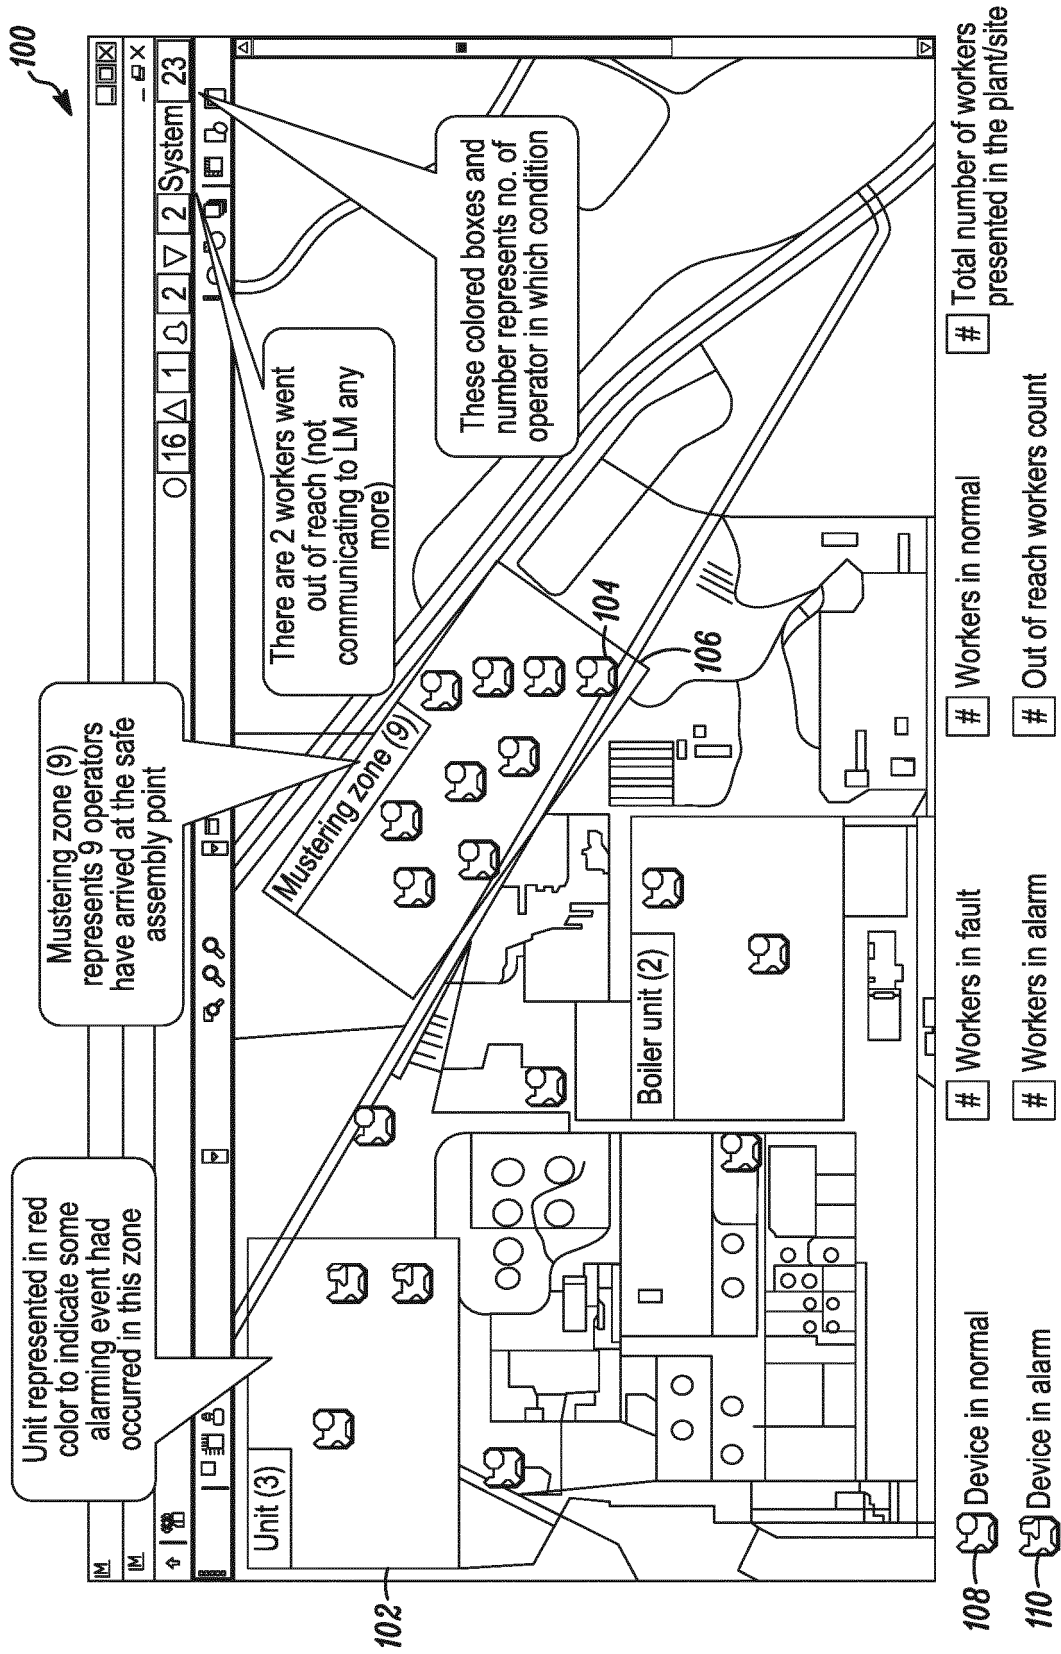 100
IM
IM
16
1
2
2
System
23
Unit represented in red
color to indicate some
alarming event had
occurred in this zone
Mustering zone (9)
represents 9 operators
have arrived at the safe
assembly point
There are 2 workers went
out of reach (not
communicating to LM any
more)
These colored boxes and
number represents no. of
operator in which condition
Unit (3)
Mustering zone (9)
Boiler unit (2)
102
104
106
108
Device in normal
# Workers in fault
# Workers in normal
# Total number of workers
presented in the plant/site
110
Device in alarm
# Workers in alarm
# Out of reach workers count